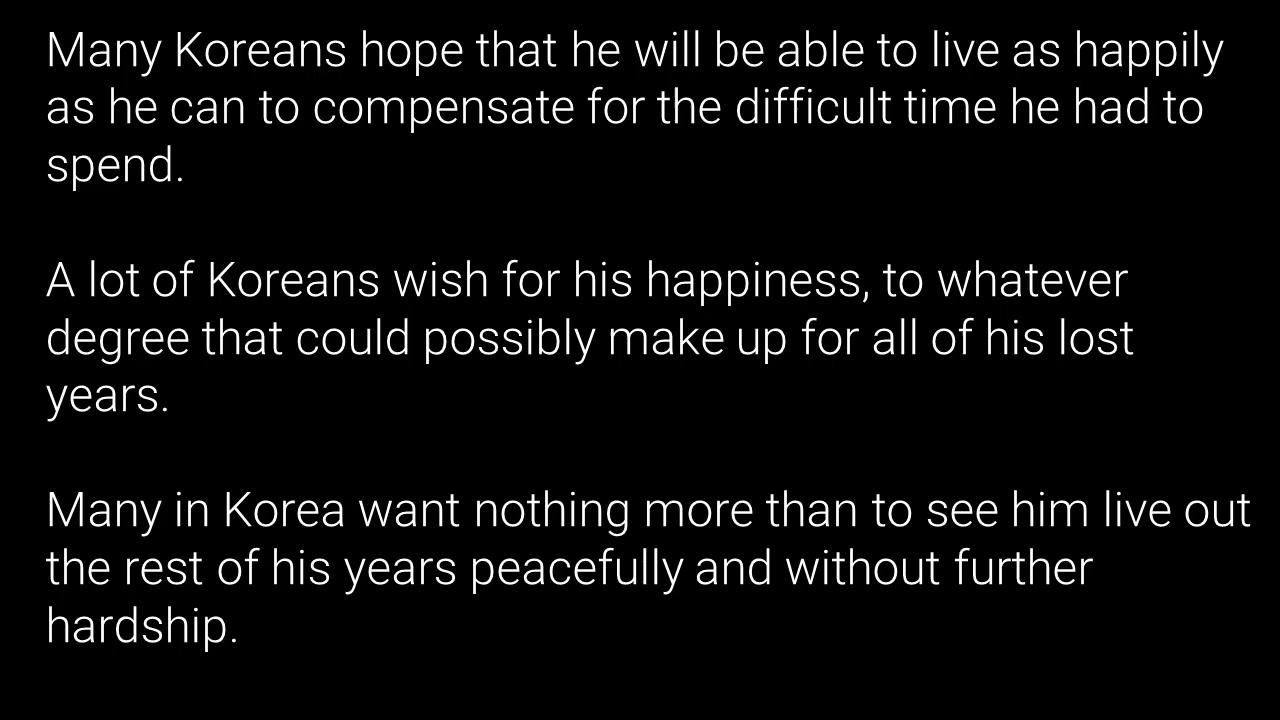 Many Koreans hope that he will be able to live as happily
as he can to compensate for the difficult time he had to
spend.
A lot of Koreans wish for his happiness, to whatever
degree that could possibly make up for all of his lost
years.
Many in Korea want nothing more than to see him live out
the rest of his years peacefully and without further
hardship.